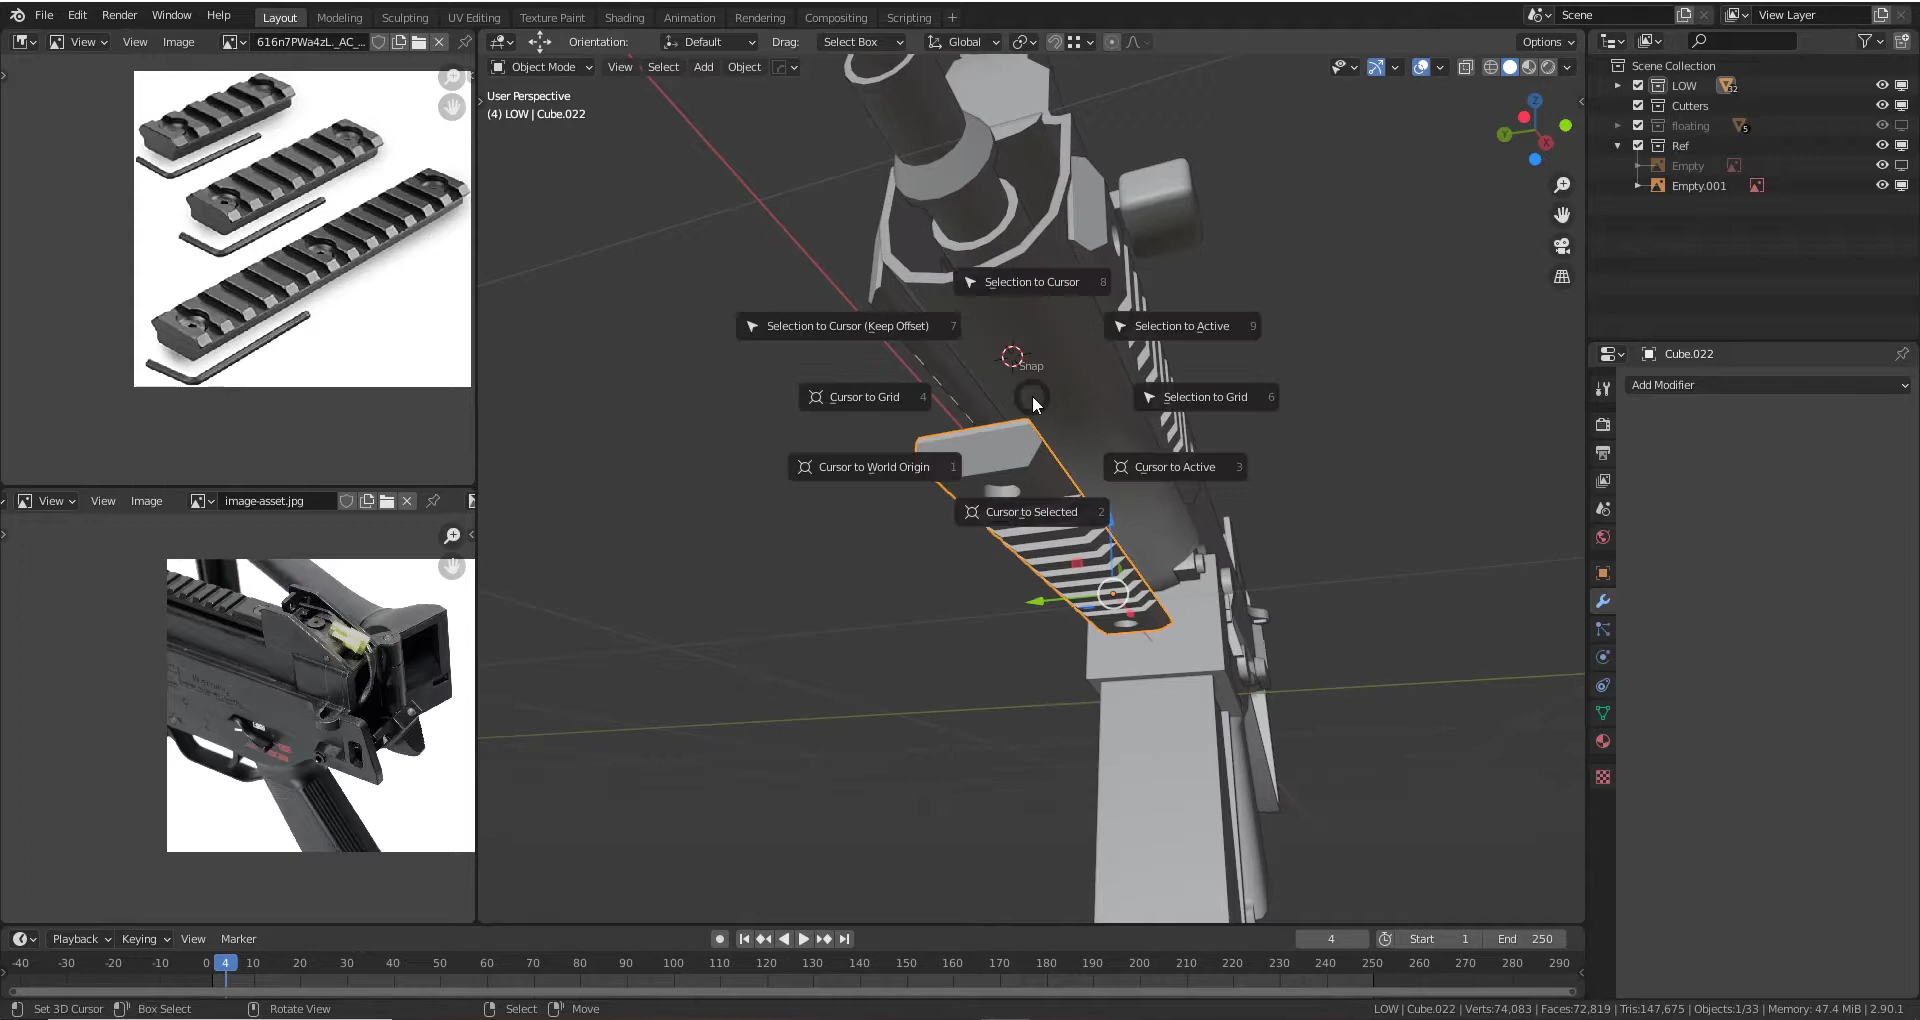 File Edit Render Window Help Layout Modeling Sculpting UV Editing Texture Paint Shading Animation Rendering Compositing Scripting + Scene View Layer
View View Image 616n7PWa4zL._AC_... Orientation: Default Drag: Select Box Global Options
Object Mode View Select Add Object
Scene Collection
User Perspective
(4) LOW | Cube.022
LOW 32
Cutters
floating 5
Ref
Empty
Empty.001
Z
Y
X
Selection to Cursor 8
Selection to Cursor (Keep Offset) 7
Selection to Active 9
Snap
Cursor to Grid 4
Selection to Grid 6
Cursor to World Origin 1
Cursor to Active 3
Cursor to Selected 2
Cube.022
Add Modifier
View View Image image-asset.jpg
Playback Keying View Marker 4 Start 1 End 250
-40 -30 -20 -10 0 4 10 20 30 40 50 60 70 80 90 100 110 120 130 140 150 160 170 180 190 200 210 220 230 240 250 260 270 280 290
Set 3D Cursor Box Select Rotate View Select Move LOW | Cube.022 | Verts:74,083 | Faces:72,819 | Tris:147,675 | Objects:1/33 | Memory: 47.4 MiB | 2.90.1